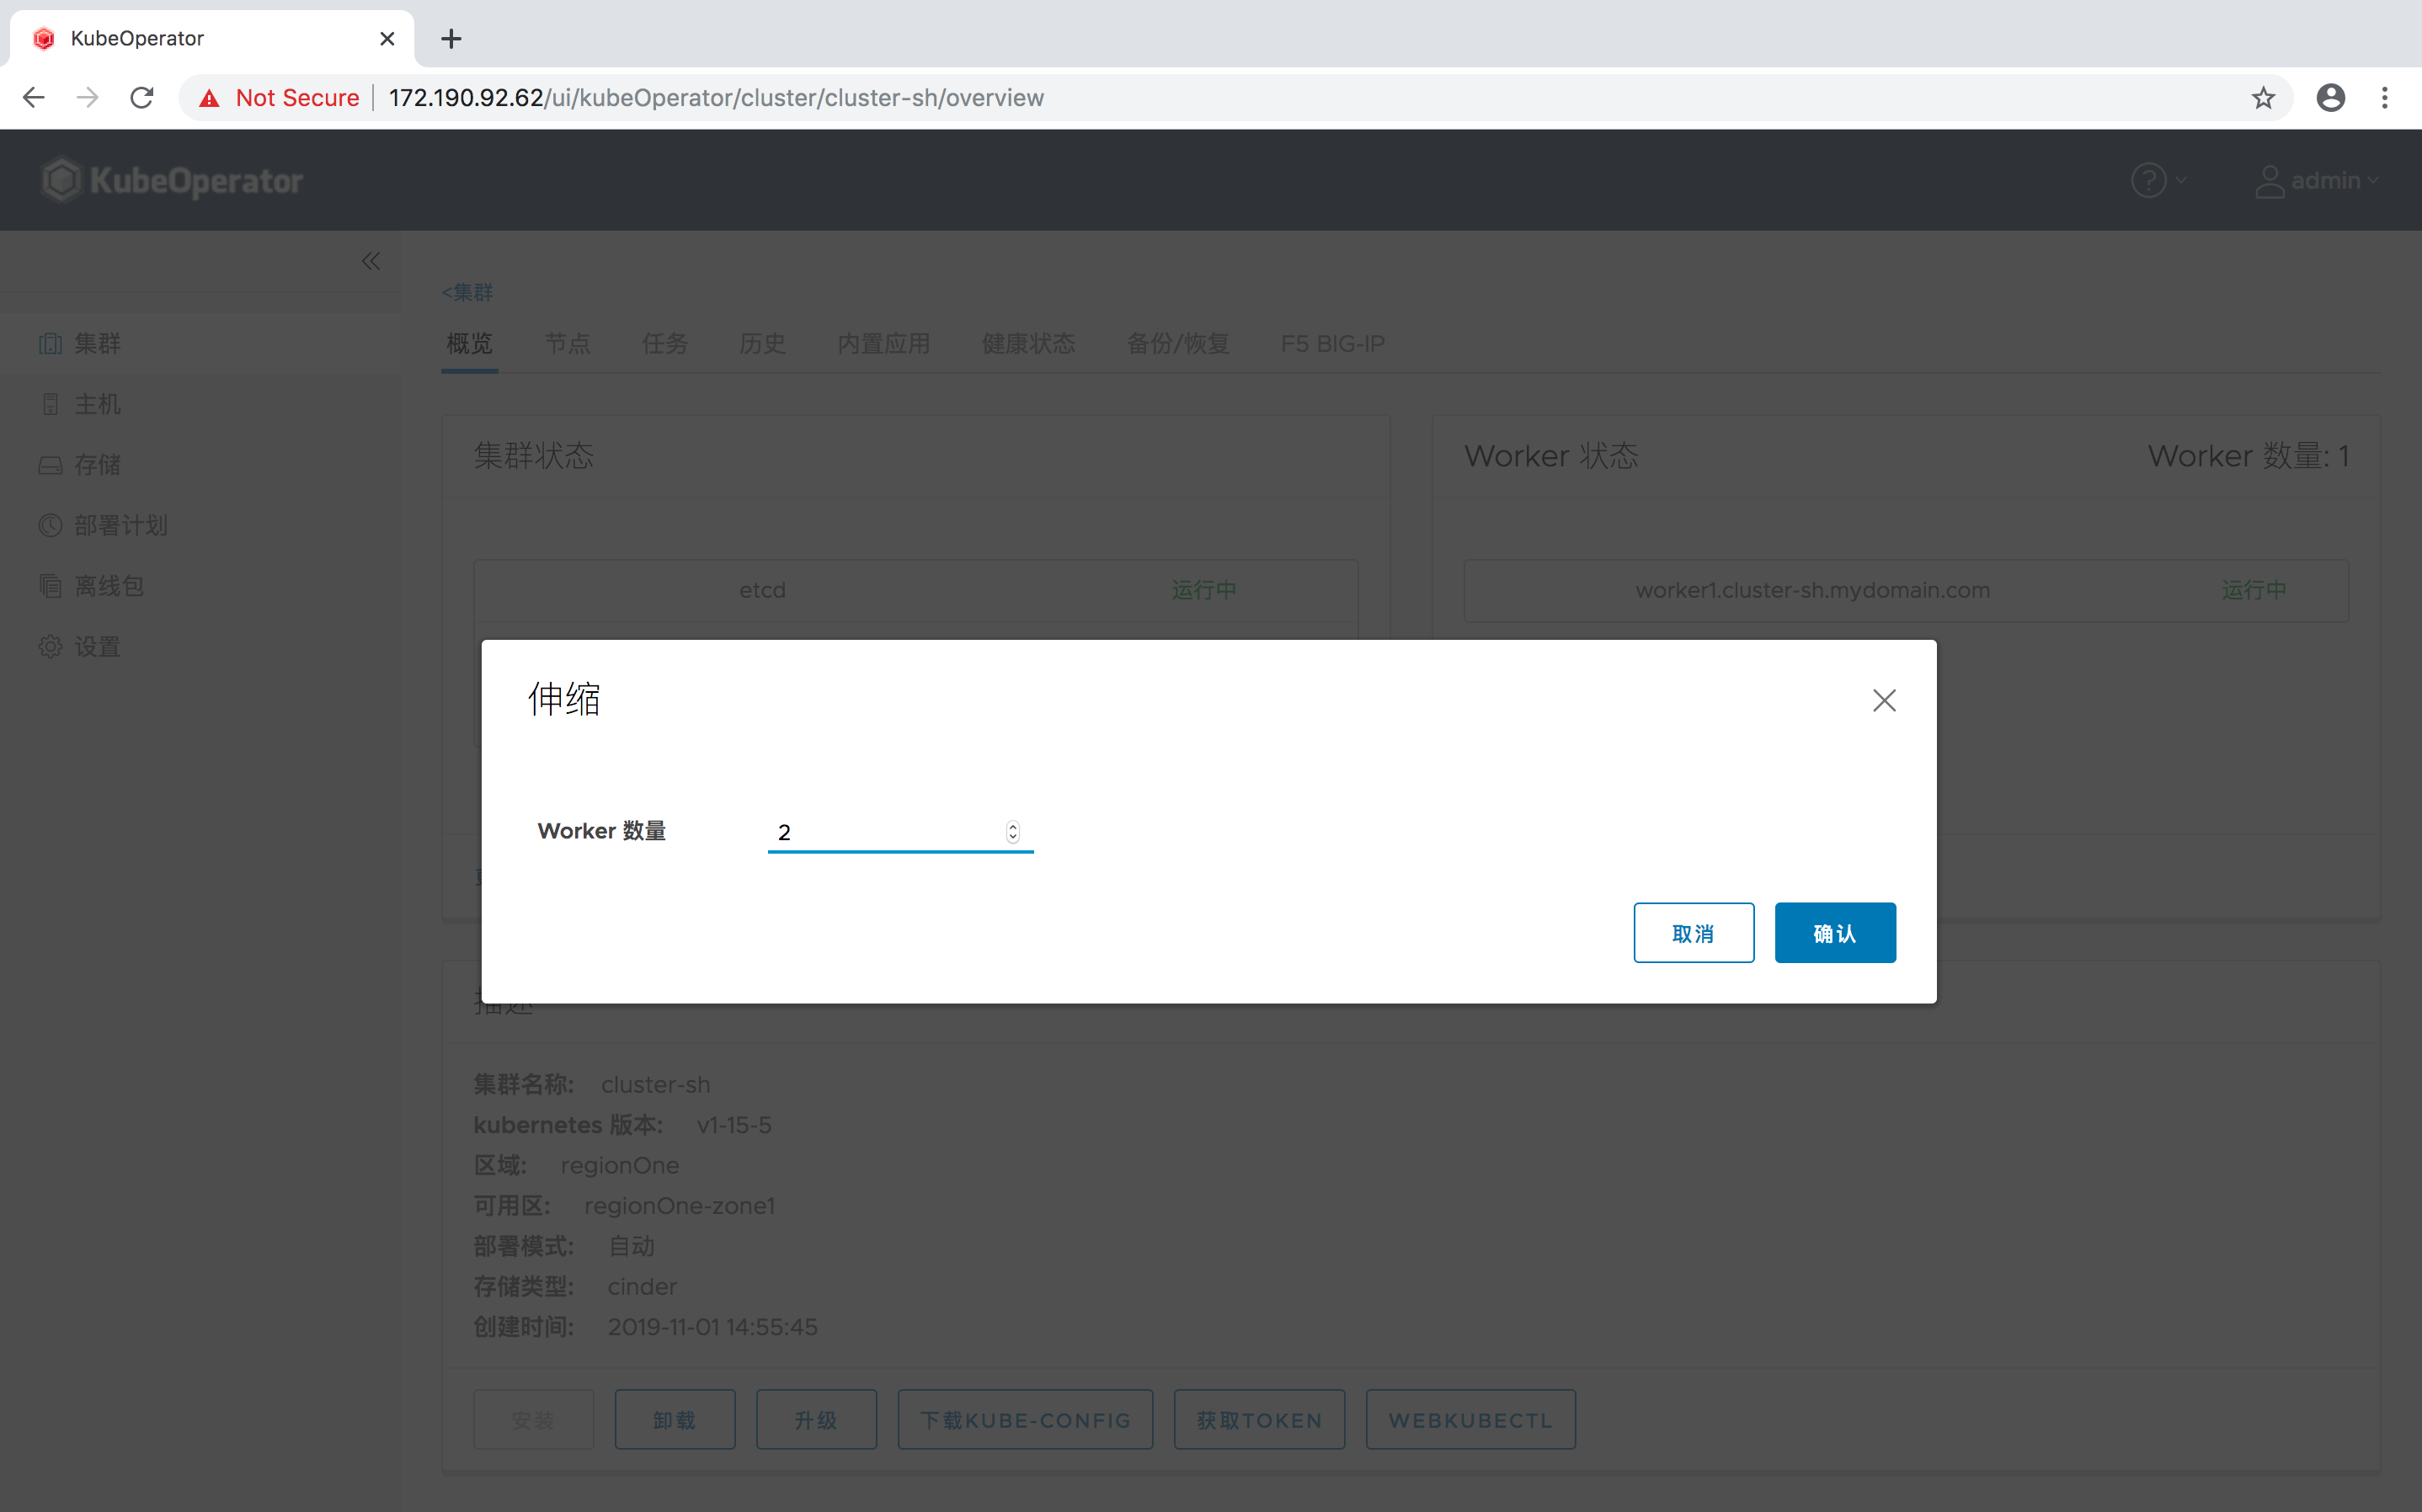 KubeOperator
Not Secure 172.190.92.62/ui/kubeOperator/cluster/cluster-sh/overview
KubeOperator
? admin
<集群
集群
主机
存储
部署计划
离线包
设置
概览 节点 任务 历史 内置应用 健康状态 备份/恢复 F5 BIG-IP
集群状态
etcd 运行中
Worker 状态 Worker 数量: 1
worker1.cluster-sh.mydomain.com 运行中
伸缩
Worker 数量 2
取消 确认
描述
集群名称: cluster-sh
kubernetes 版本: v1-15-5
区域: regionOne
可用区: regionOne-zone1
部署模式: 自动
存储类型: cinder
创建时间: 2019-11-01 14:55:45
安装 卸载 升级 下载KUBE-CONFIG 获取TOKEN WEBKUBECTL